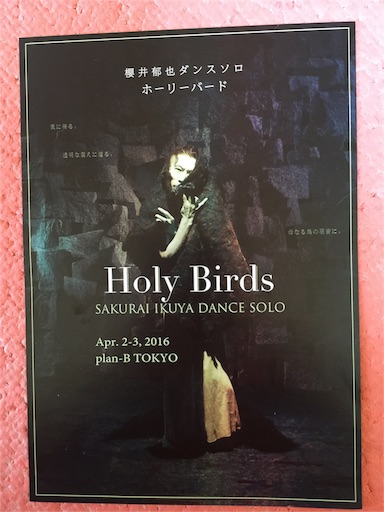 櫻井郁也ダンスソロ
ホーリーバード
Holy Birds
SAKURAI IKUYA DANCE SOLO
Apr. 2-3, 2016
plan-B TOKYO